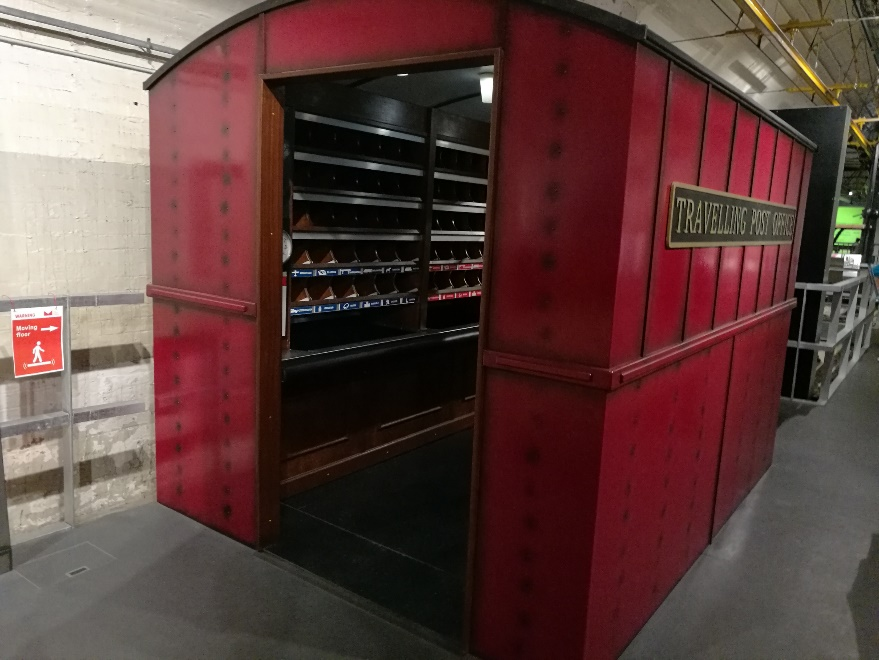 WARNING
Moving
floor
TRAVELLING POST OFFICE